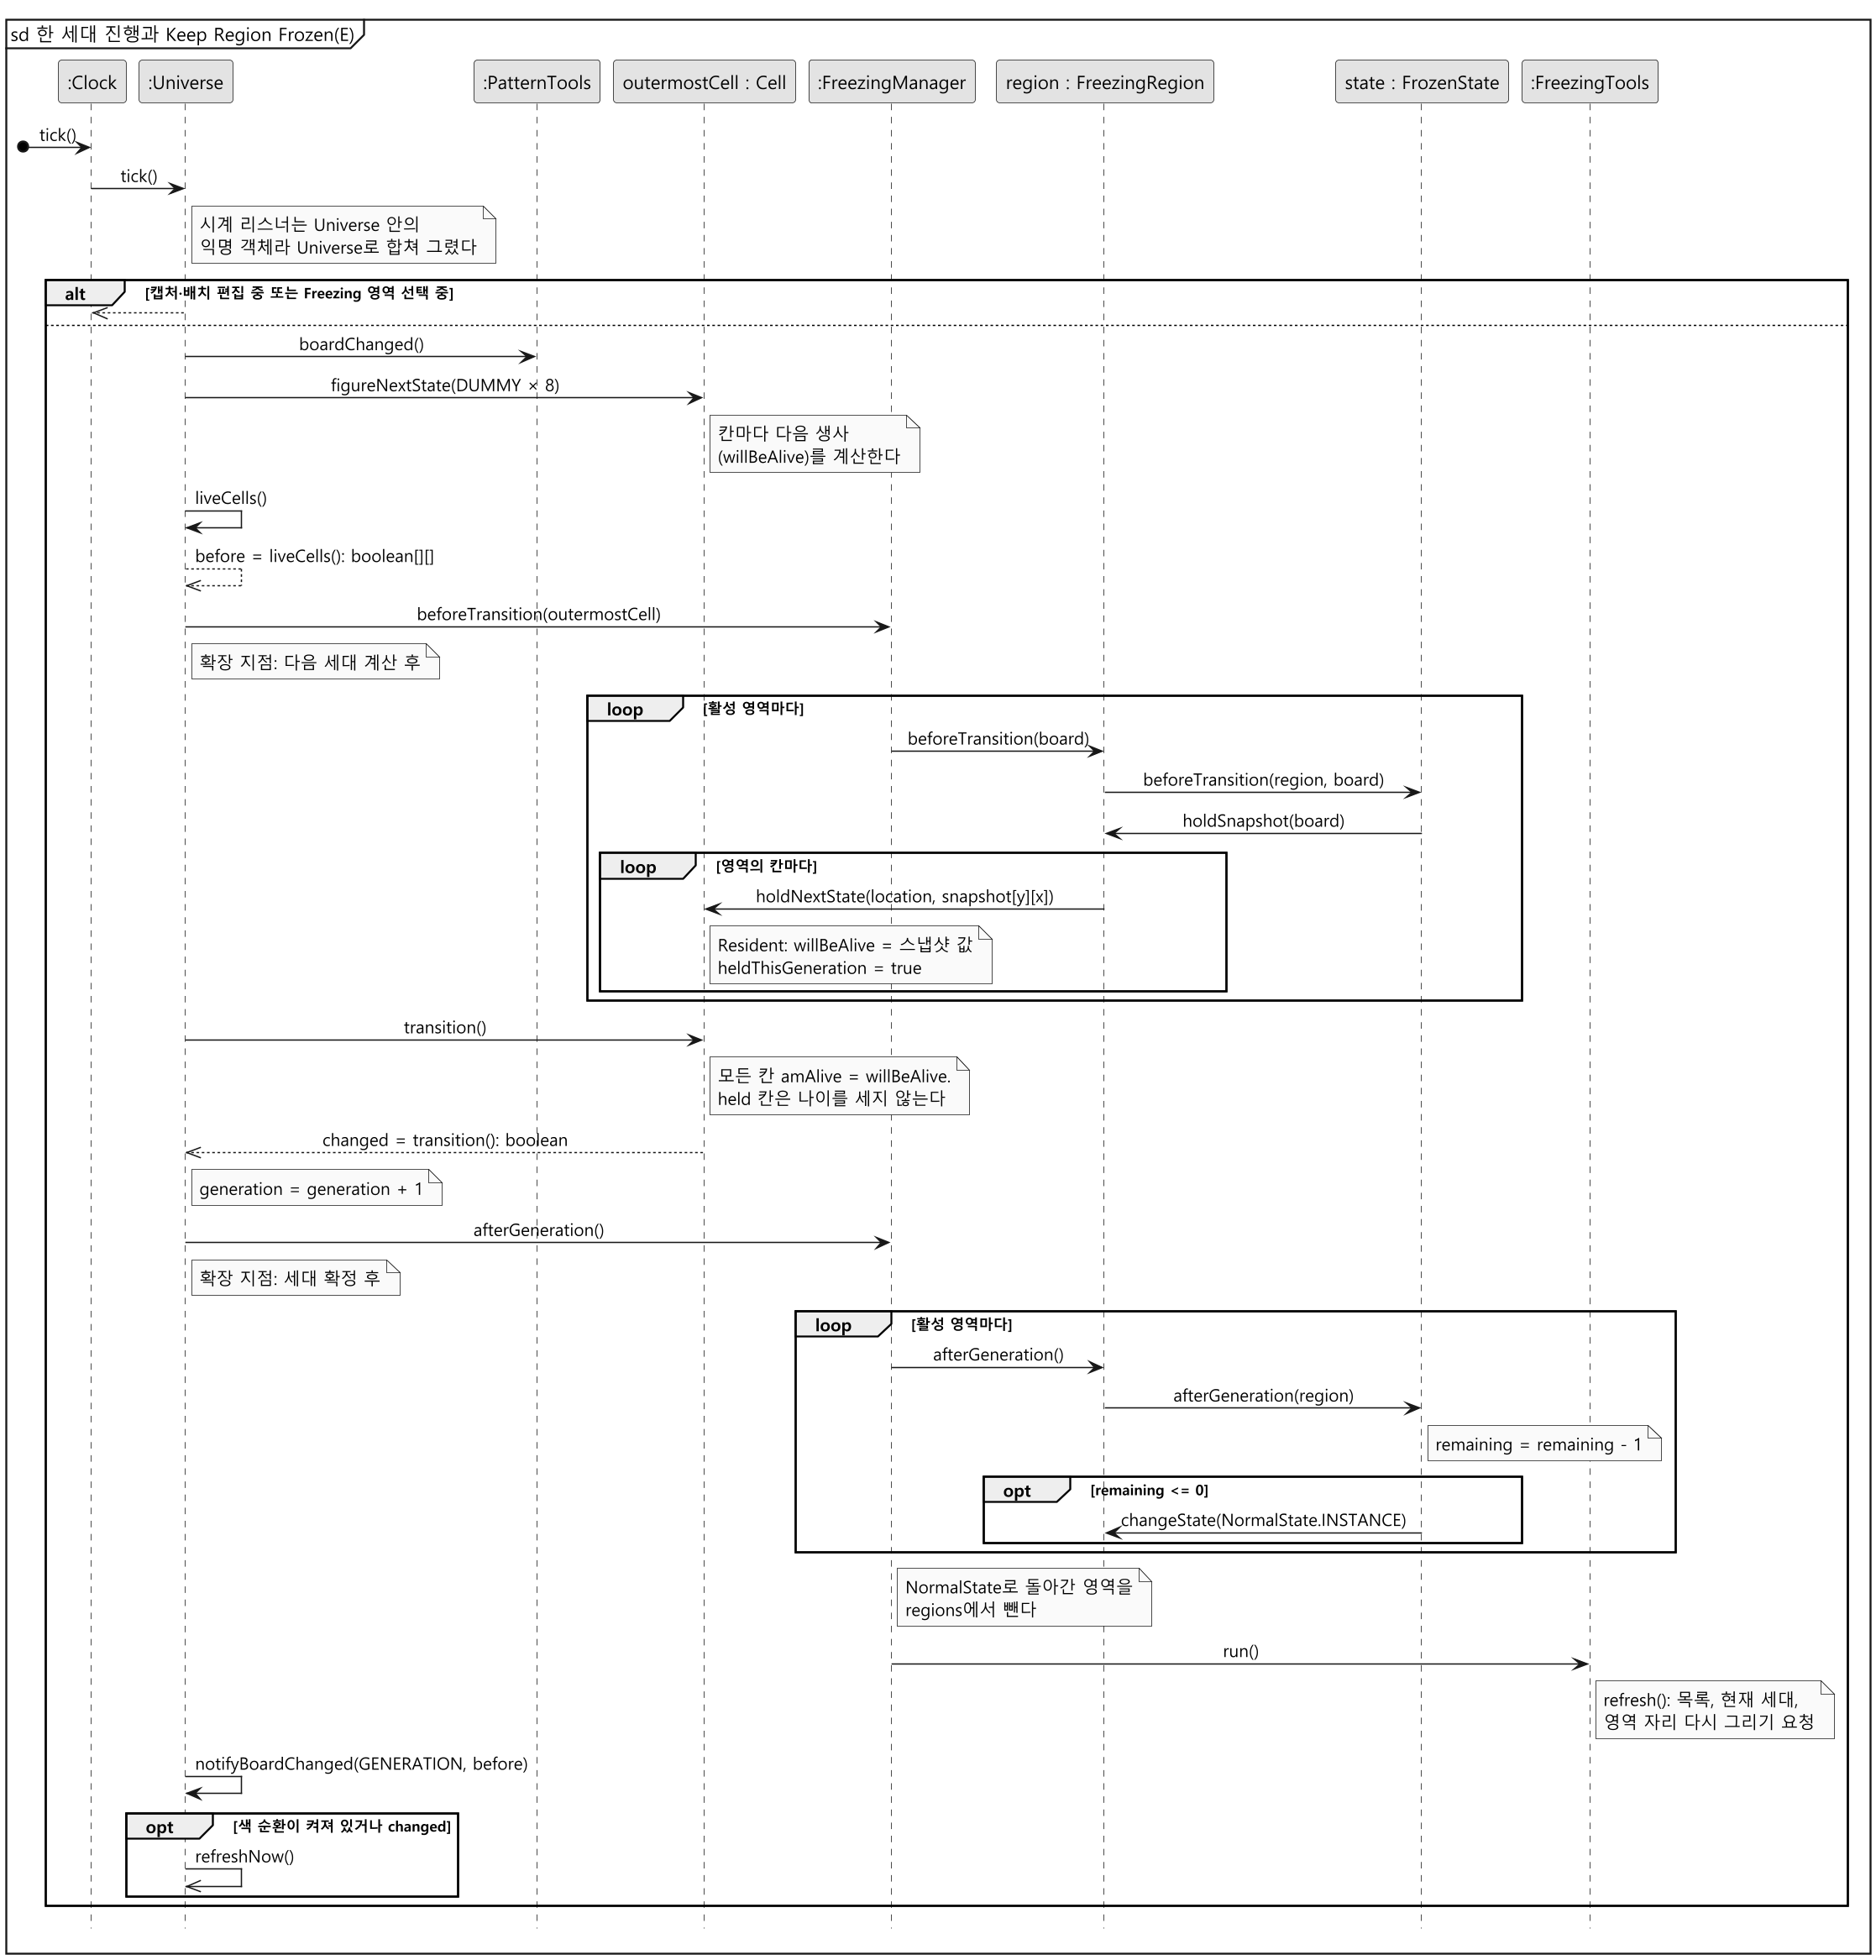 sd 한 세대 진행과 Keep Region Frozen(E)
:Clock
:Universe
:PatternTools
outermostCell : Cell
:FreezingManager
region : FreezingRegion
state : FrozenState
:FreezingTools
tick()
tick()
시계 리스너는 Universe 안의
익명 객체라 Universe로 합쳐 그렸다
alt
[캡처·배치 편집 중 또는 Freezing 영역 선택 중]
boardChanged()
figureNextState(DUMMY × 8)
칸마다 다음 생사
(willBeAlive)를 계산한다
liveCells()
before = liveCells(): boolean[][]
beforeTransition(outermostCell)
확장 지점: 다음 세대 계산 후
loop
[활성 영역마다]
beforeTransition(board)
beforeTransition(region, board)
holdSnapshot(board)
loop
[영역의 칸마다]
holdNextState(location, snapshot[y][x])
Resident: willBeAlive = 스냅샷 값
heldThisGeneration = true
transition()
모든 칸 amAlive = willBeAlive.
held 칸은 나이를 세지 않는다
changed = transition(): boolean
generation = generation + 1
afterGeneration()
확장 지점: 세대 확정 후
loop
[활성 영역마다]
afterGeneration()
afterGeneration(region)
remaining = remaining - 1
opt
[remaining <= 0]
changeState(NormalState.INSTANCE)
NormalState로 돌아간 영역을
regions에서 뺀다
run()
refresh(): 목록, 현재 세대,
영역 자리 다시 그리기 요청
notifyBoardChanged(GENERATION, before)
opt
[색 순환이 켜져 있거나 changed]
refreshNow()